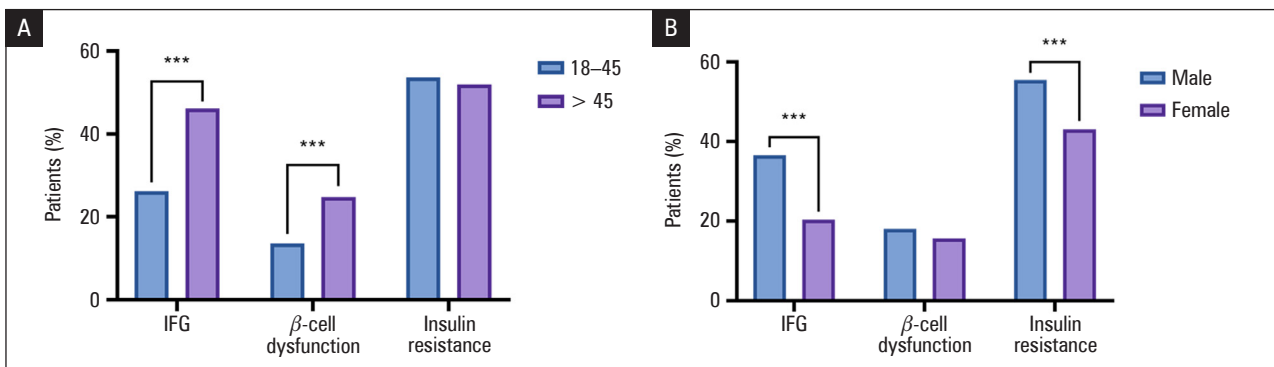 A
60
40
20
0
Patients (%)
***
***
18–45
> 45
IFG
β-cell
dysfunction
Insulin
resistance
B
60
40
20
0
Patients (%)
***
***
Male
Female
IFG
β-cell
dysfunction
Insulin
resistance